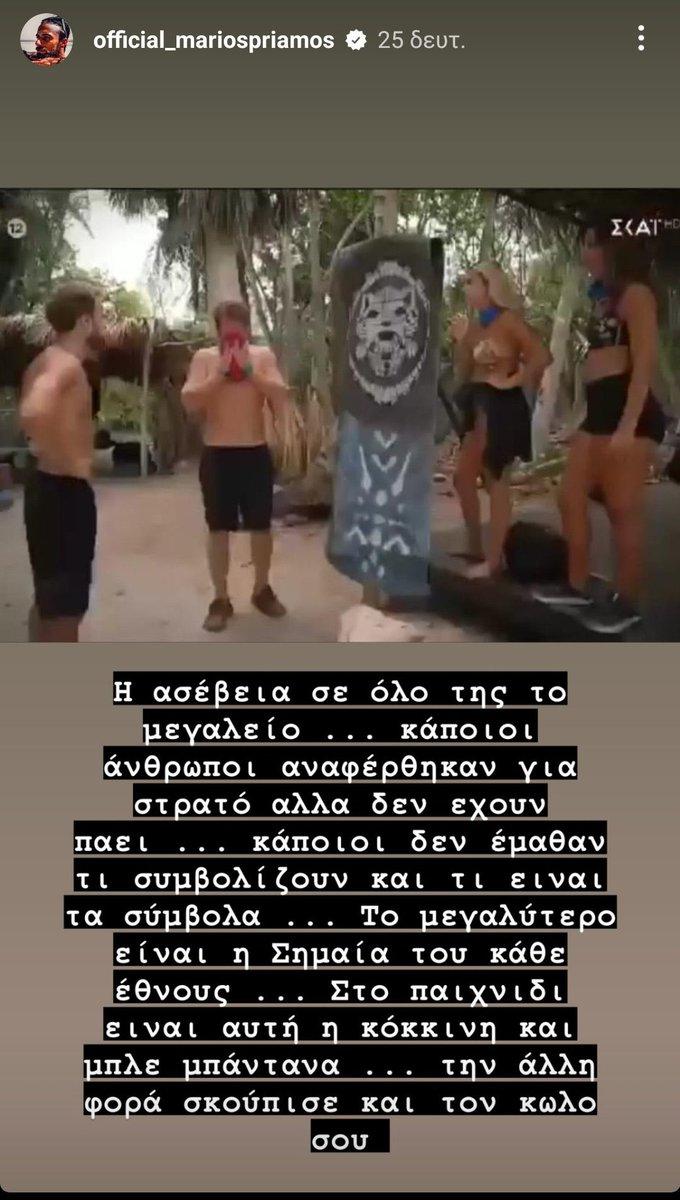 official_mariospriamos 25 δευτ.
12
ΣΚΑΪ HD
Η ασέβεια σε όλο της το
μεγαλείο ... κάποιοι
άνθρωποι αναφέρθηκαν για
στρατό αλλα δεν εχουν
παει ... κάποιοι δεν έμαθαν
τι συμβολίζουν και τι ειναι
τα σύμβολα ... Το μεγαλύτερο
είναι η Σημαία του κάθε
έθνους ... Στο παιχνιδι
ειναι αυτή η κόκκινη και
μπλε μπάντανα ... την άλλη
φορά σκούπισε και τον κωλο
σου